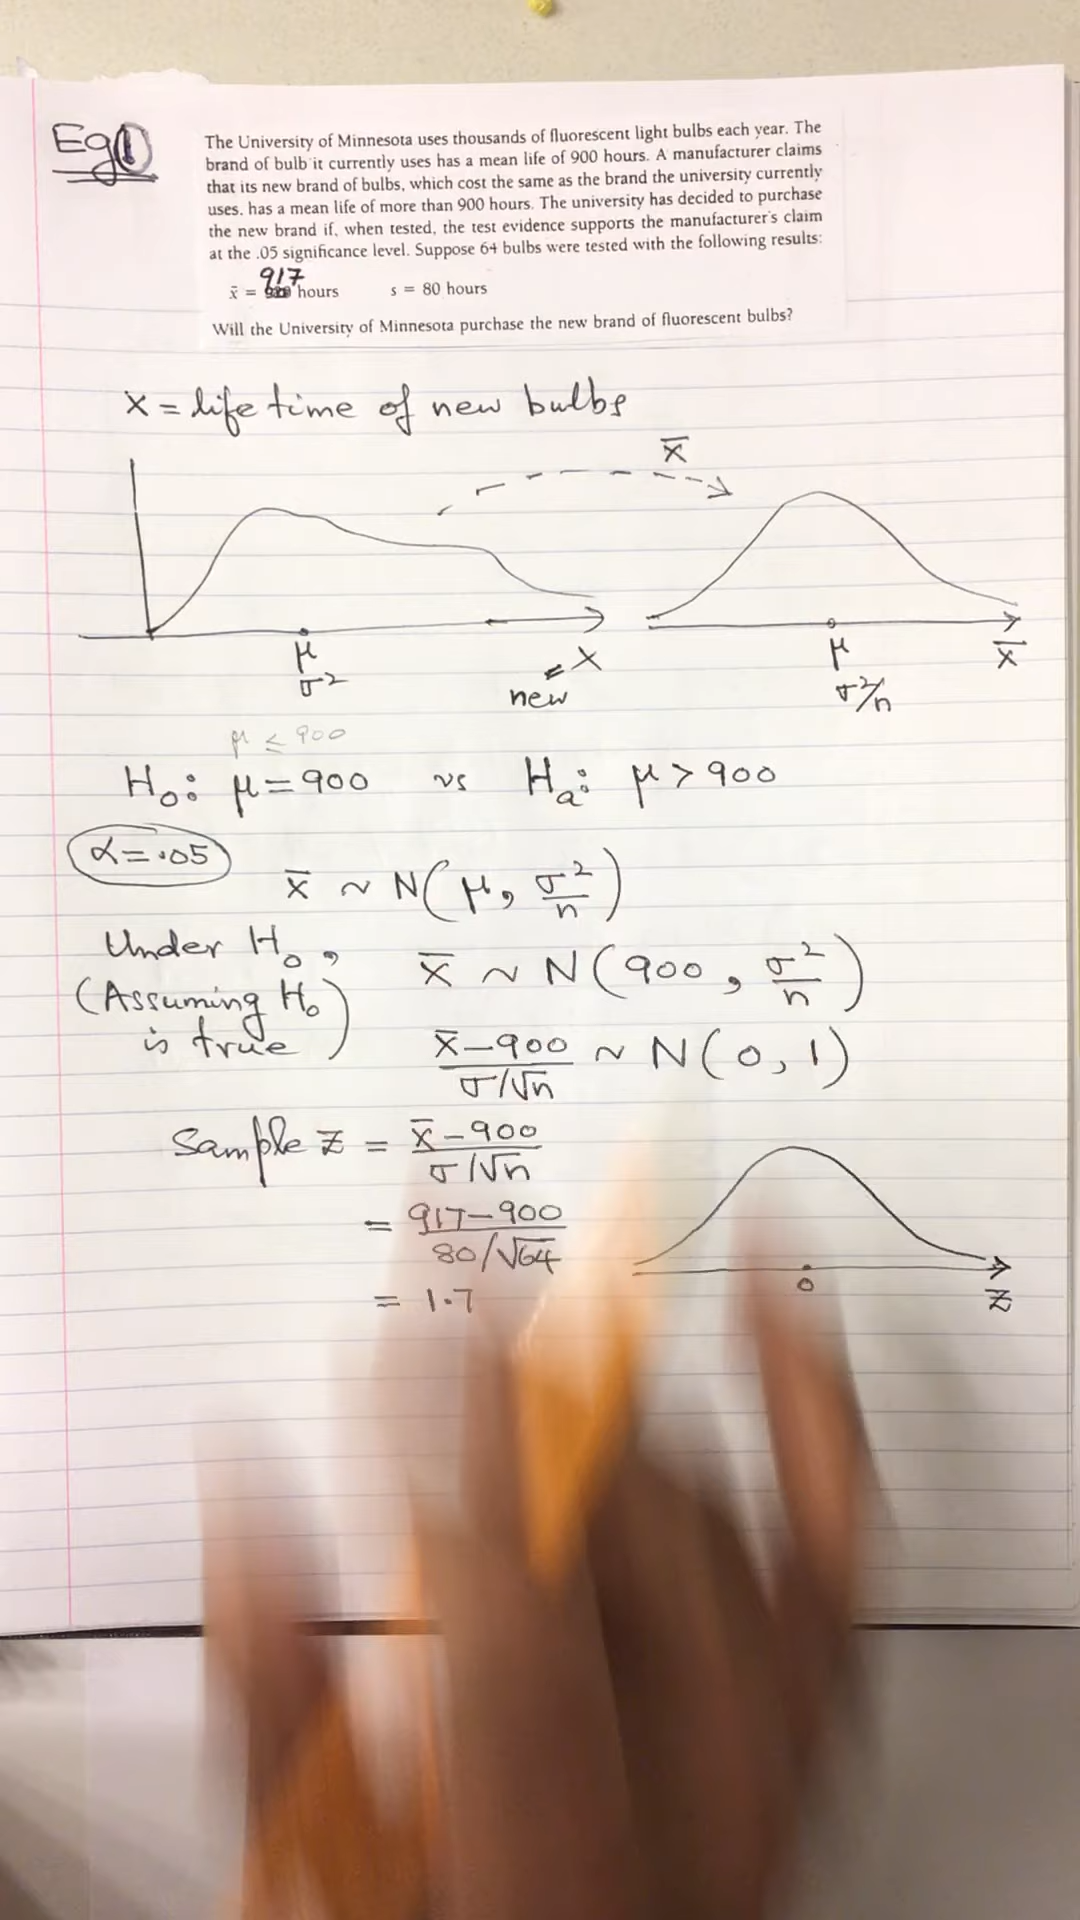 Eg①
The University of Minnesota uses thousands of fluorescent light bulbs each year. The
brand of bulb it currently uses has a mean life of 900 hours. A manufacturer claims
that its new brand of bulbs, which cost the same as the brand the university currently
uses, has a mean life of more than 900 hours. The university has decided to purchase
the new brand if, when tested, the test evidence supports the manufacturer's claim
at the .05 significance level. Suppose 64 bulbs were tested with the following results:
x̄ = 917 hours s = 80 hours
Will the University of Minnesota purchase the new brand of fluorescent bulbs?
X = life time of new bulbs
x̄
μ
σ²
X
new
μ
σ²/n
x̄
μ ≤ 900
H₀: μ = 900 vs Hₐ: μ > 900
α = .05
x̄ ~ N(μ, σ²/n)
Under H₀, x̄ ~ N(900, σ²/n)
(Assuming H₀
is true)
x̄ - 900 / σ/√n ~ N(0, 1)
Sample z = x̄ - 900 / σ/√n
= 917 - 900 / 80/√64
= 1.7
0
z